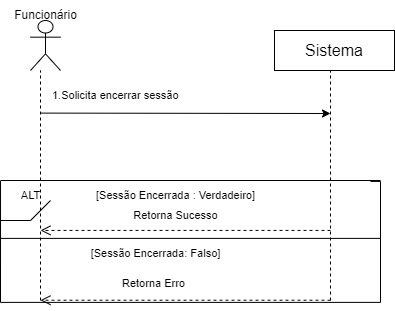 Funcionário
Sistema
1.Solicita encerrar sessão
ALT
[Sessão Encerrada : Verdadeiro]
Retorna Sucesso
[Sessão Encerrada: Falso]
Retorna Erro